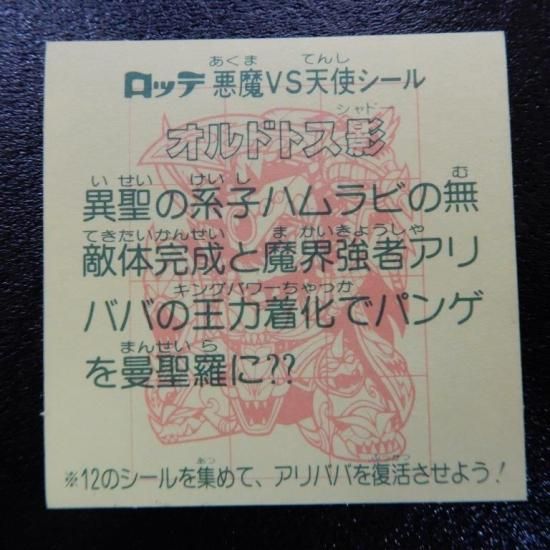 ロッテ 悪魔VS天使シール
オルドトス影
異聖の系子ハムラビの無
敵体完成と魔界強者アリ
ババの王力着化でパンゲ
を曼聖羅に??
※12のシールを集めて、アリババを復活させよう!